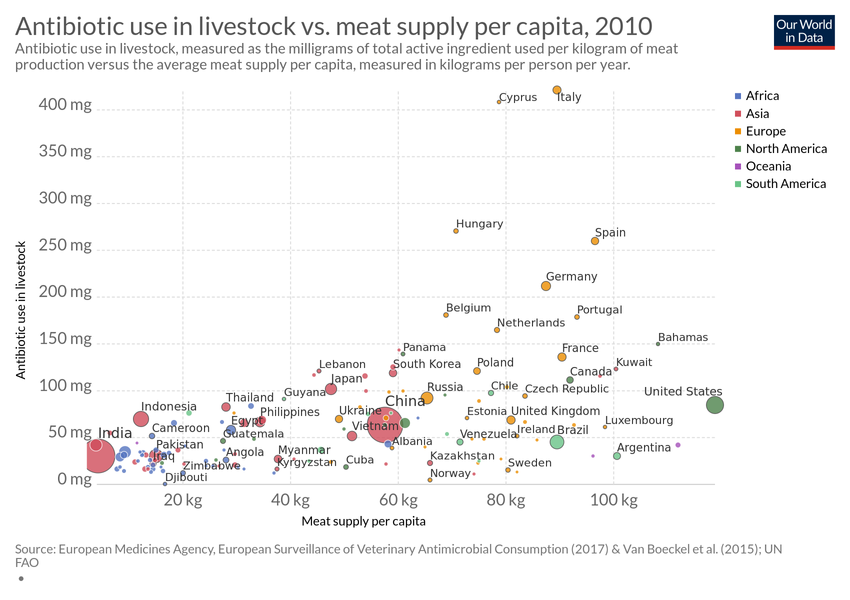 Antibiotic use in livestock vs. meat supply per capita, 2010
Our World
in Data
Antibiotic use in livestock, measured as the milligrams of total active ingredient used per kilogram of meat
production versus the average meat supply per capita, measured in kilograms per person per year.
Cyprus
Italy
Africa
400 mg
Asia
Europe
350 mg
North America
Oceania
300 mg
South America
Hungary
Spain
250 mg
Germany
200 mg
Belgium
Portugal
Netherlands
150 mg
Bahamas
Panama
France
Lebanon
South Korea
Poland
Kuwait
Japan
Canada
100 mg
Guyana
Russia
Chile
Czech Republic
United States
Thailand
China
Indonesia
Philippines
Ukraine
Estonia
United Kingdom
Egypt
Cameroon
Vietnam
Ireland
Luxembourg
50 mg
India
Guatemala
Venezuela
Brazil
Pakistan
Albania
Argentina
Iraq
Angola
Myanmar
Kazakhstan
Zimbabwe
Kyrgyzstan
Cuba
Sweden
Djibouti
Norway
0 mg
20 kg
40 kg
60 kg
80 kg
100 kg
Antibiotic use in livestock
Meat supply per capita
Source: European Medicines Agency, European Surveillance of Veterinary Antimicrobial Consumption (2017) & Van Boeckel et al. (2015); UN
FAO